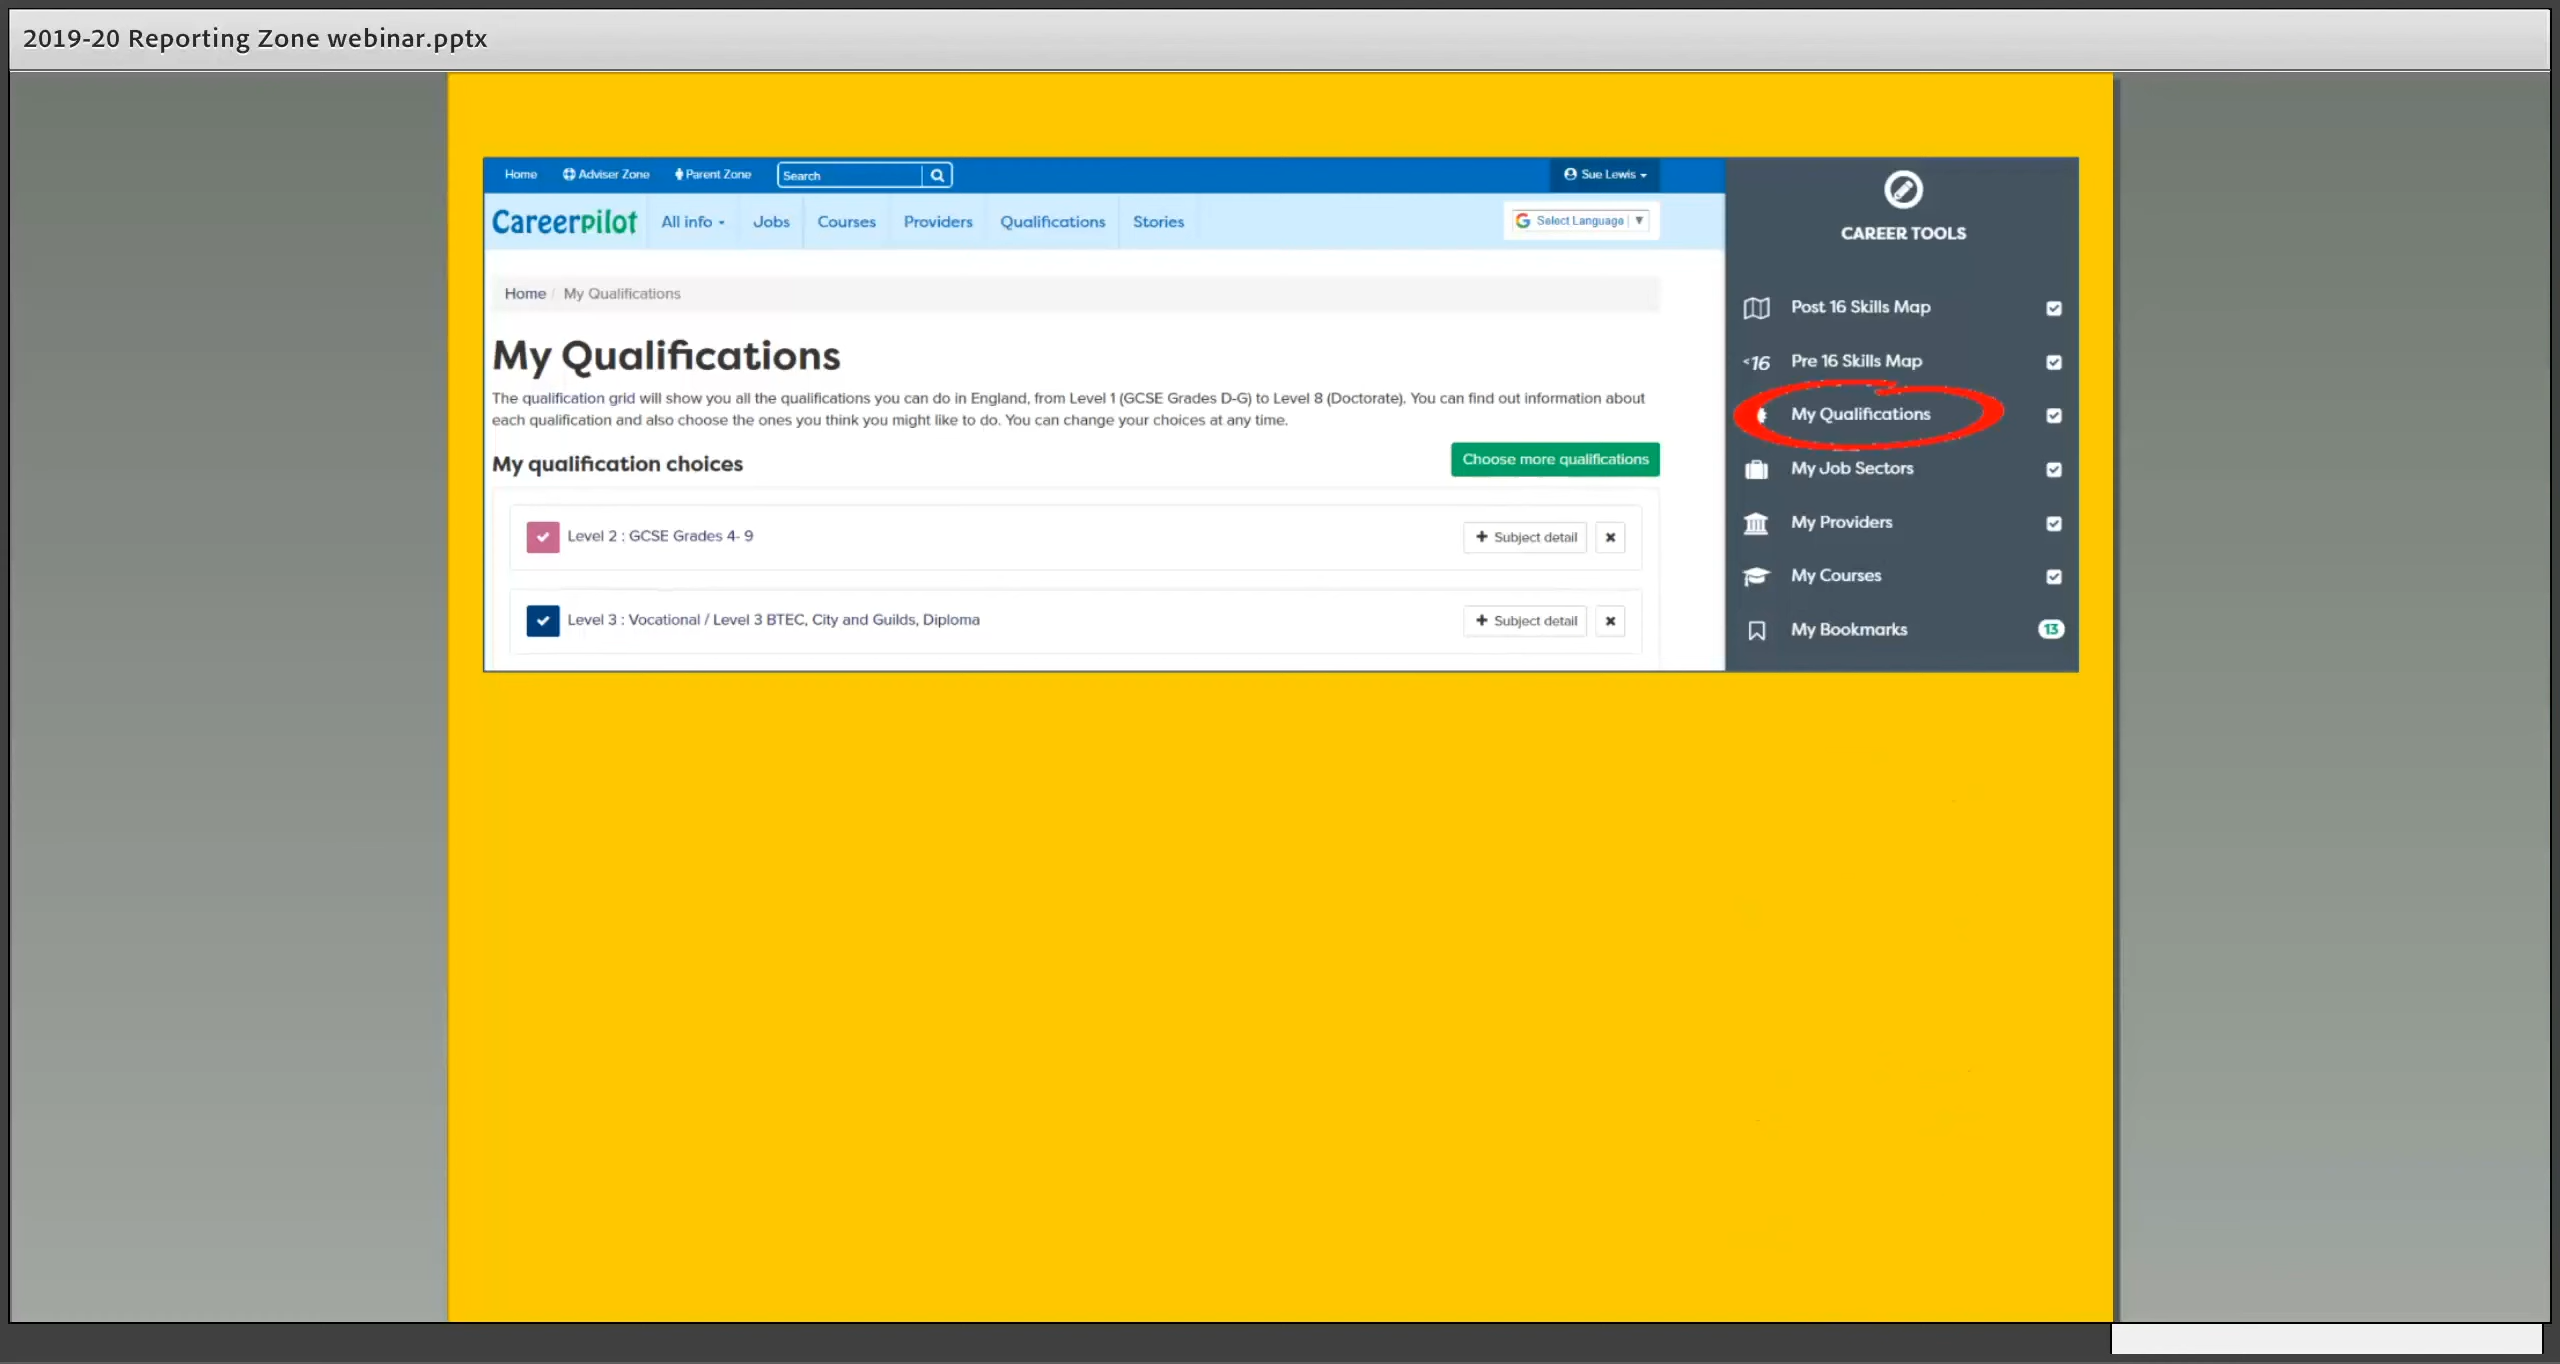 2019-20 Reporting Zone webinar.pptx
Home Adviser Zone Parent Zone Search Sue Lewis
Careerpilot All info Jobs Courses Providers Qualifications Stories Select Language
Home / My Qualifications
My Qualifications
The qualification grid will show you all the qualifications you can do in England, from Level 1 (GCSE Grades D-G) to Level 8 (Doctorate). You can find out information about
each qualification and also choose the ones you think you might like to do. You can change your choices at any time.
My qualification choices Choose more qualifications
Level 2 : GCSE Grades 4- 9 + Subject detail
Level 3 : Vocational / Level 3 BTEC, City and Guilds, Diploma + Subject detail
CAREER TOOLS
Post 16 Skills Map
<16 Pre 16 Skills Map
My Qualifications
My Job Sectors
My Providers
My Courses
My Bookmarks 13